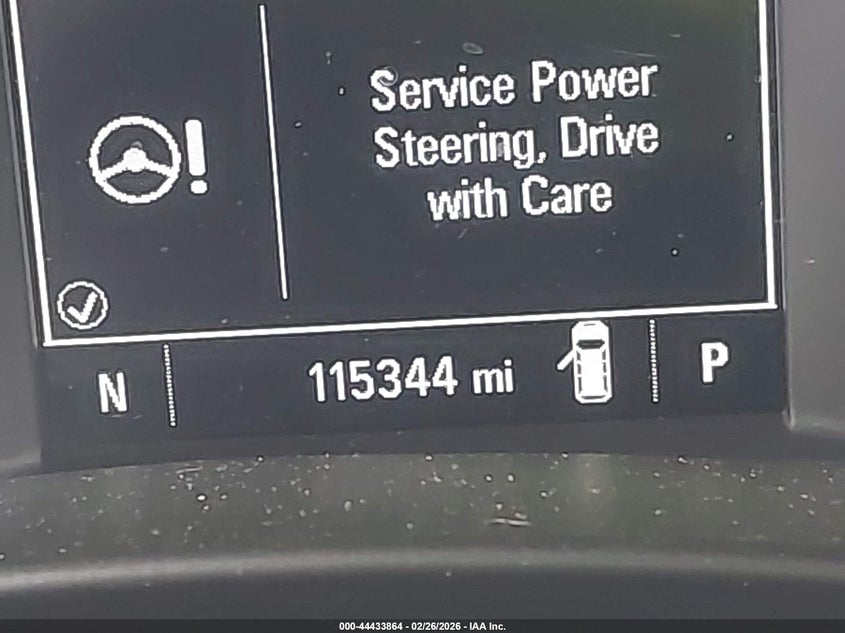 Service Power
Steering, Drive
with Care
N
115344 mi
P
000-44433864 - 02/26/2026 - IAA Inc.